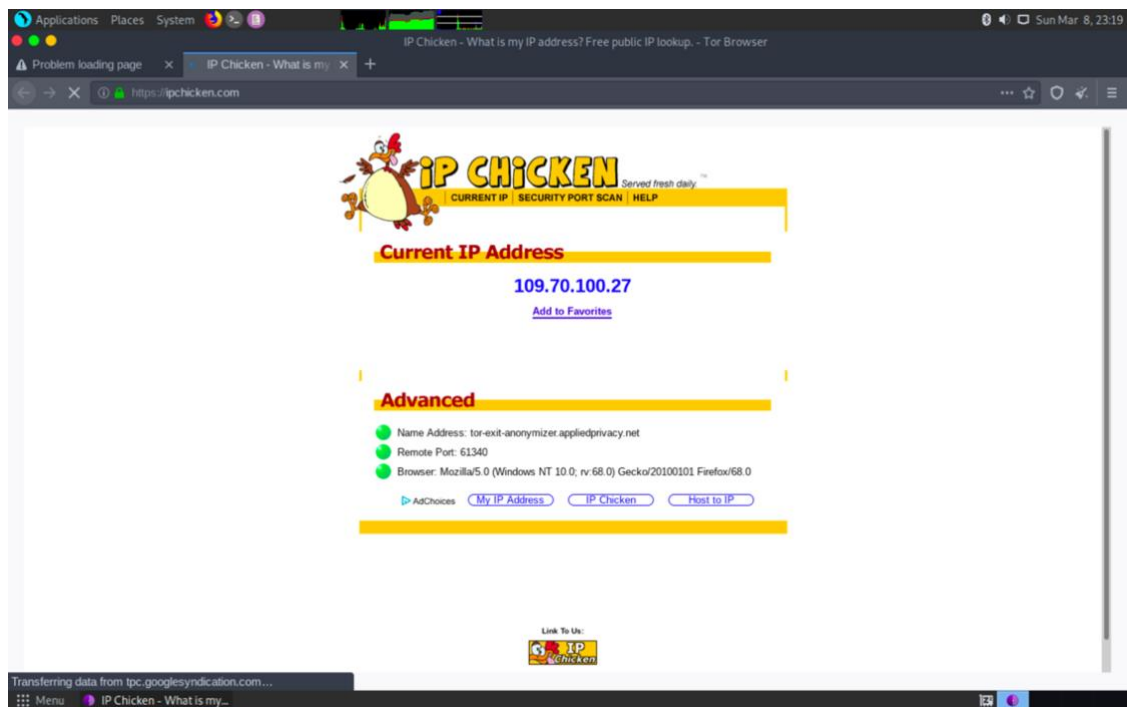 Applications Places System
Sun Mar 8, 23:19
IP Chicken - What is my IP address? Free public IP lookup. - Tor Browser
Problem loading page
IP Chicken - What is my
https://ipchicken.com
IP CHICKEN
Served fresh daily.™
CURRENT IP | SECURITY PORT SCAN | HELP
Current IP Address
109.70.100.27
Add to Favorites
Advanced
Name Address: tor-exit-anonymizer.appliedprivacy.net
Remote Port: 61340
Browser: Mozilla/5.0 (Windows NT 10.0; rv:68.0) Gecko/20100101 Firefox/68.0
AdChoices
My IP Address
IP Chicken
Host to IP
Link To Us:
IP Chicken
Transferring data from tpc.googlesyndication.com…
Menu
IP Chicken - What is my...